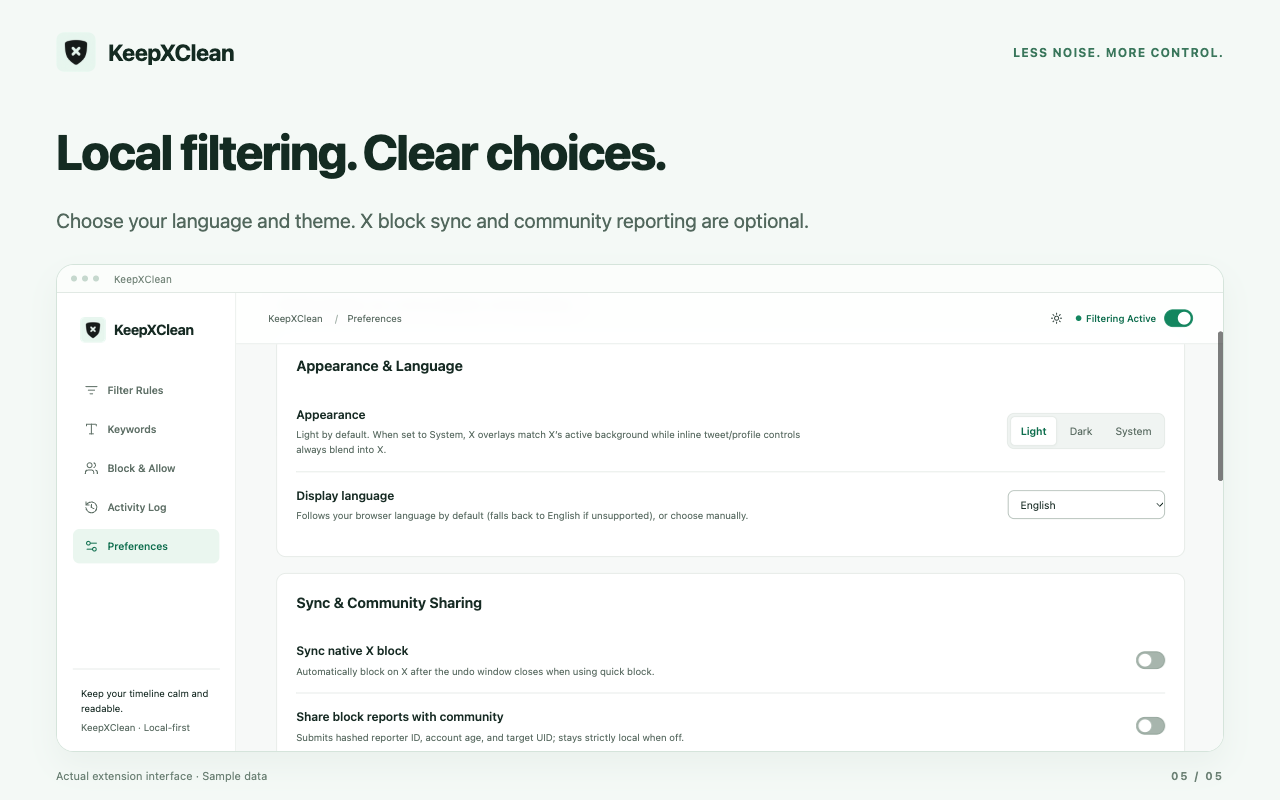 KeepXClean
LESS NOISE. MORE CONTROL.
Local filtering. Clear choices.
Choose your language and theme. X block sync and community reporting are optional.
KeepXClean
KeepXClean
KeepXClean / Preferences
Filtering Active
Filter Rules
Keywords
Block & Allow
Activity Log
Preferences
Keep your timeline calm and
readable.
KeepXClean · Local-first
Appearance & Language
Appearance
Light by default. When set to System, X overlays match X's active background while inline tweet/profile controls
always blend into X.
Light Dark System
Display language
Follows your browser language by default (falls back to English if unsupported), or choose manually.
English
Sync & Community Sharing
Sync native X block
Automatically block on X after the undo window closes when using quick block.
Share block reports with community
Submits hashed reporter ID, account age, and target UID; stays strictly local when off.
Actual extension interface · Sample data
05 / 05